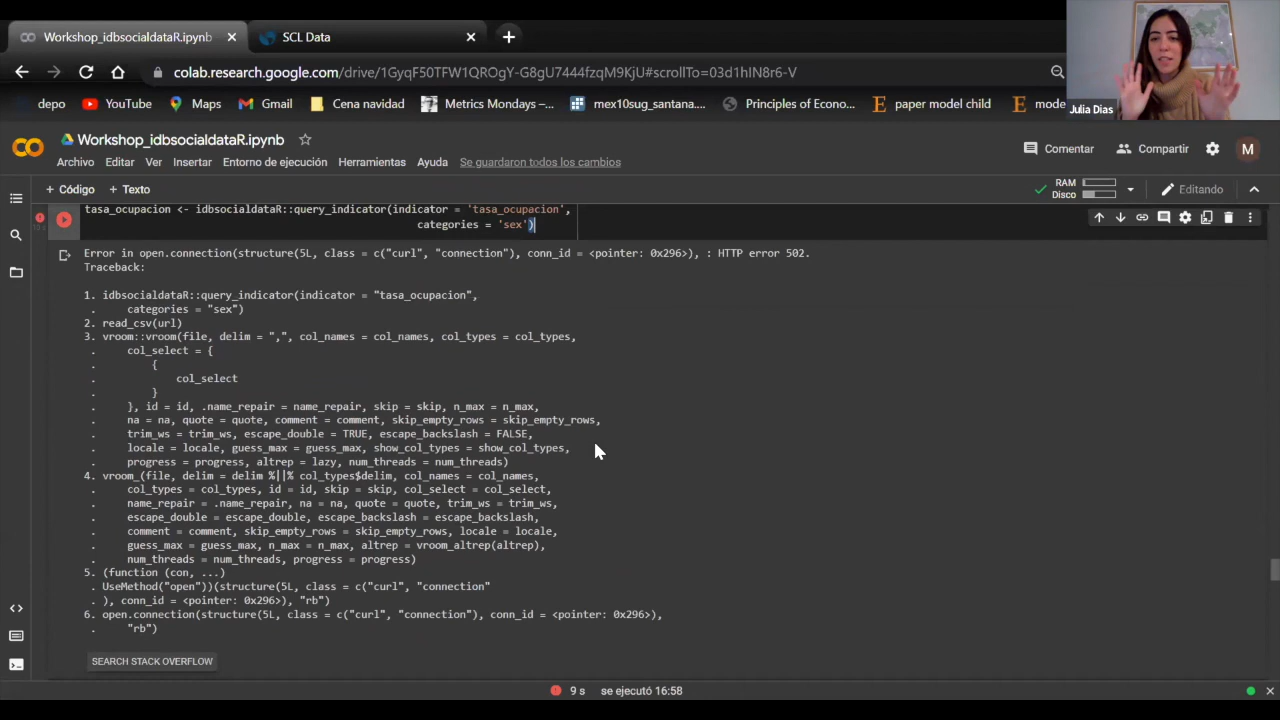 Workshop_idbsocialdataR.ipynb
SCL Data
colab.research.google.com/drive/1GyqF50TFW1QROgY-G8gU7444fzqM9KjU#scrollTo=03d1hIN8r6-V
depo YouTube Maps Gmail Cena navidad Metrics Mondays –... mex10sug_santana.... Principles of Econo... paper model child mode
Julia Dias
Workshop_idbsocialdataR.ipynb
Comentar Compartir M
Archivo Editar Ver Insertar Entorno de ejecución Herramientas Ayuda Se guardaron todos los cambios
+ Código + Texto
RAM
Disco
Editando
tasa_ocupacion <- idbsocialdataR::query_indicator(indicator = 'tasa_ocupacion',
categories = 'sex')
Error in open.connection(structure(5L, class = c("curl", "connection"), conn_id = <pointer: 0x296>), : HTTP error 502.
Traceback:
1. idbsocialdataR::query_indicator(indicator = "tasa_ocupacion",
. categories = "sex")
2. read_csv(url)
3. vroom::vroom(file, delim = ",", col_names = col_names, col_types = col_types,
. col_select = {
. {
. col_select
. }
. }, id = id, .name_repair = name_repair, skip = skip, n_max = n_max,
. na = na, quote = quote, comment = comment, skip_empty_rows = skip_empty_rows,
. trim_ws = trim_ws, escape_double = TRUE, escape_backslash = FALSE,
. locale = locale, guess_max = guess_max, show_col_types = show_col_types,
. progress = progress, altrep = lazy, num_threads = num_threads)
4. vroom_(file, delim = delim %||% col_types$delim, col_names = col_names,
. col_types = col_types, id = id, skip = skip, col_select = col_select,
. name_repair = .name_repair, na = na, quote = quote, trim_ws = trim_ws,
. escape_double = escape_double, escape_backslash = escape_backslash,
. comment = comment, skip_empty_rows = skip_empty_rows, locale = locale,
. guess_max = guess_max, n_max = n_max, altrep = vroom_altrep(altrep),
. num_threads = num_threads, progress = progress)
5. (function (con, ...)
. UseMethod("open"))(structure(5L, class = c("curl", "connection"
. ), conn_id = <pointer: 0x296>), "rb")
6. open.connection(structure(5L, class = c("curl", "connection"), conn_id = <pointer: 0x296>),
. "rb")
SEARCH STACK OVERFLOW
9 s se ejecutó 16:58